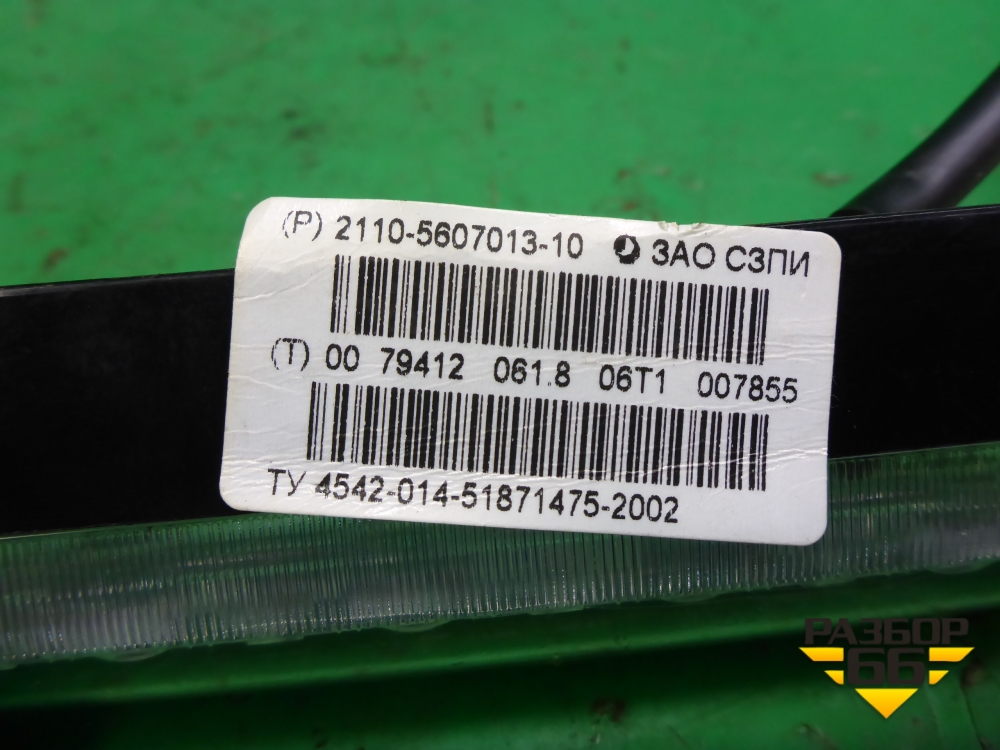 (P) 2110-5607013-10 ЗАО СЗПИ
(T) 00 79412 061.8 06T1 007855
ТУ 4542-014-51871475-2002
РАЗБОР
66